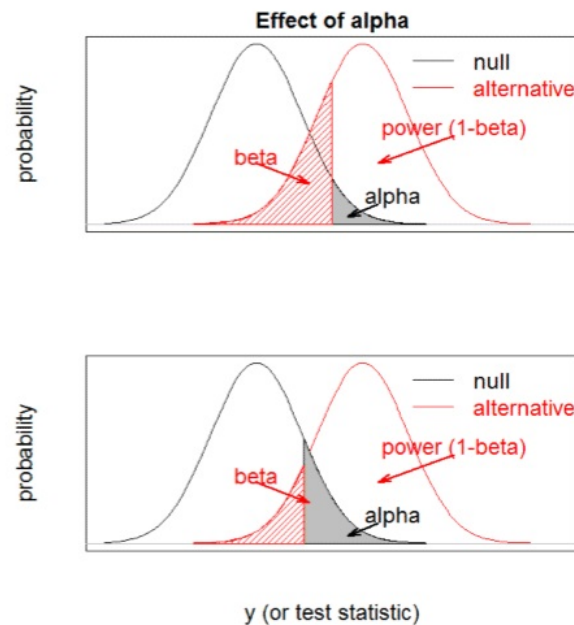 Effect of alpha
probability
null
alternative
power (1-beta)
beta
alpha
probability
null
alternative
power (1-beta)
beta
alpha
y (or test statistic)